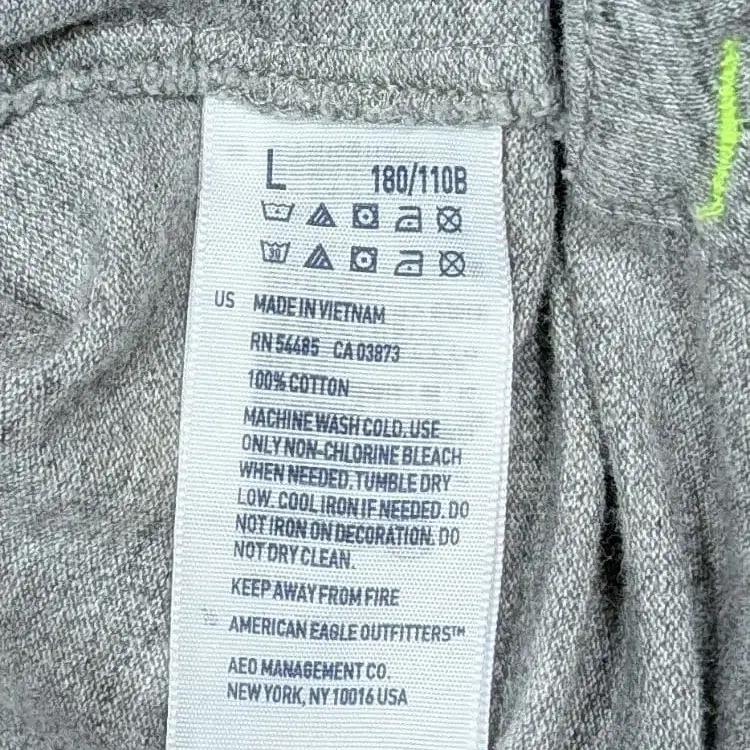 L 180/110B
30
US MADE IN VIETNAM
RN 54485 CA 03873
100% COTTON
MACHINE WASH COLD. USE
ONLY NON-CHLORINE BLEACH
WHEN NEEDED. TUMBLE DRY
LOW. COOL IRON IF NEEDED. DO
NOT IRON ON DECORATION. DO
NOT DRY CLEAN.
KEEP AWAY FROM FIRE
AMERICAN EAGLE OUTFITTERS™
AEO MANAGEMENT CO.
NEW YORK, NY 10016 USA